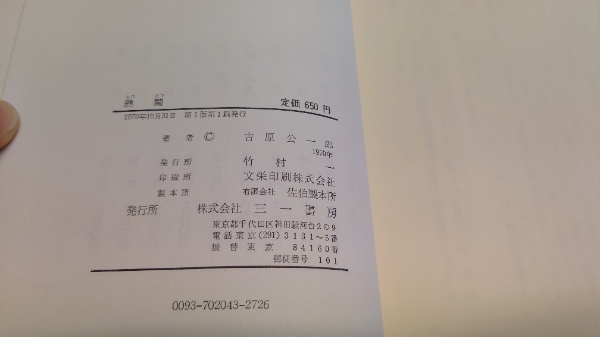 熱 闘 定価 650 円
1970年10月31日 第1版第1刷発行
著 者 © 吉 原 公 一 郎
1970年
発行所 竹 村 一
印刷所 文栄印刷株式会社
製本所 有限会社 佐伯製本所
発行所 株式会社 三 一 書 房
東京都千代田区神田駿河台2の9
電話東京(291)3131〜5番
振替東京 84160番
郵便番号 101
0093-702043-2726